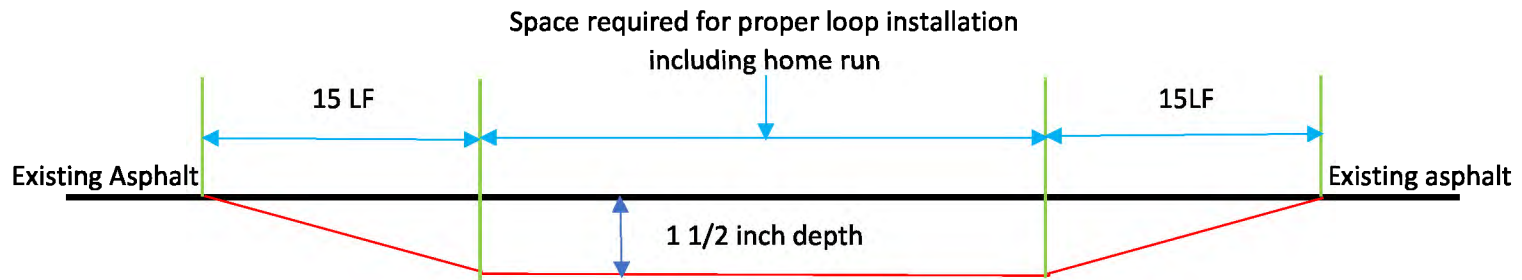 Space required for proper loop installation
including home run
15 LF
15LF
Existing Asphalt
Existing asphalt
1 1/2 inch depth